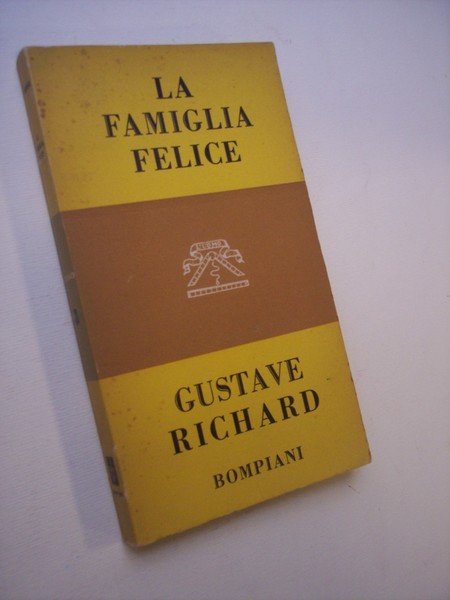 LA
FAMIGLIA
FELICE
GUSTAVE
RICHARD
BOMPIANI